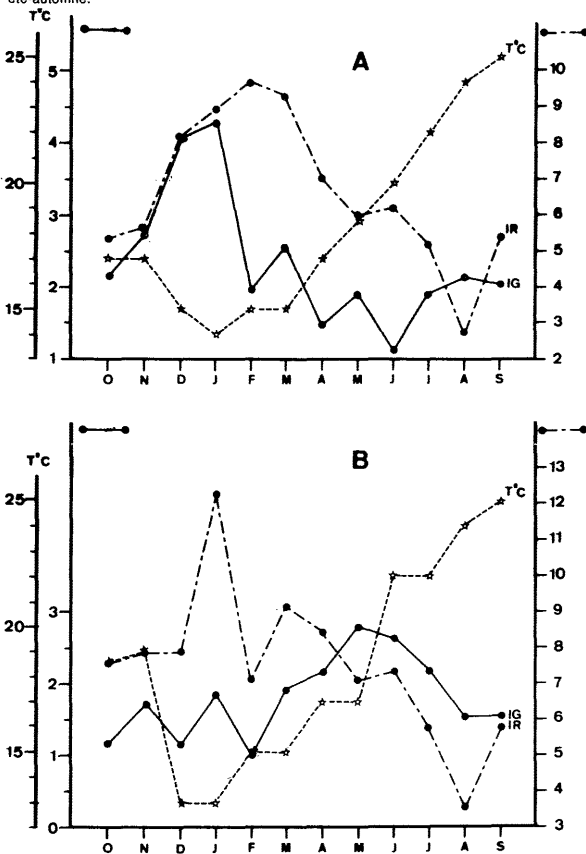 été automne.
T°C
T°C
25
A
5 10
9
4 8
7
20
3 6
IR
5
IG
2 4
15
3
1 2
O N D J F M A M J J A S
T°C B
13
T°C
25
12
11
10
3 9
20
8
2 7
IG
6
IR
15 1 5
4
0 3
O N D J F M A M J J A S